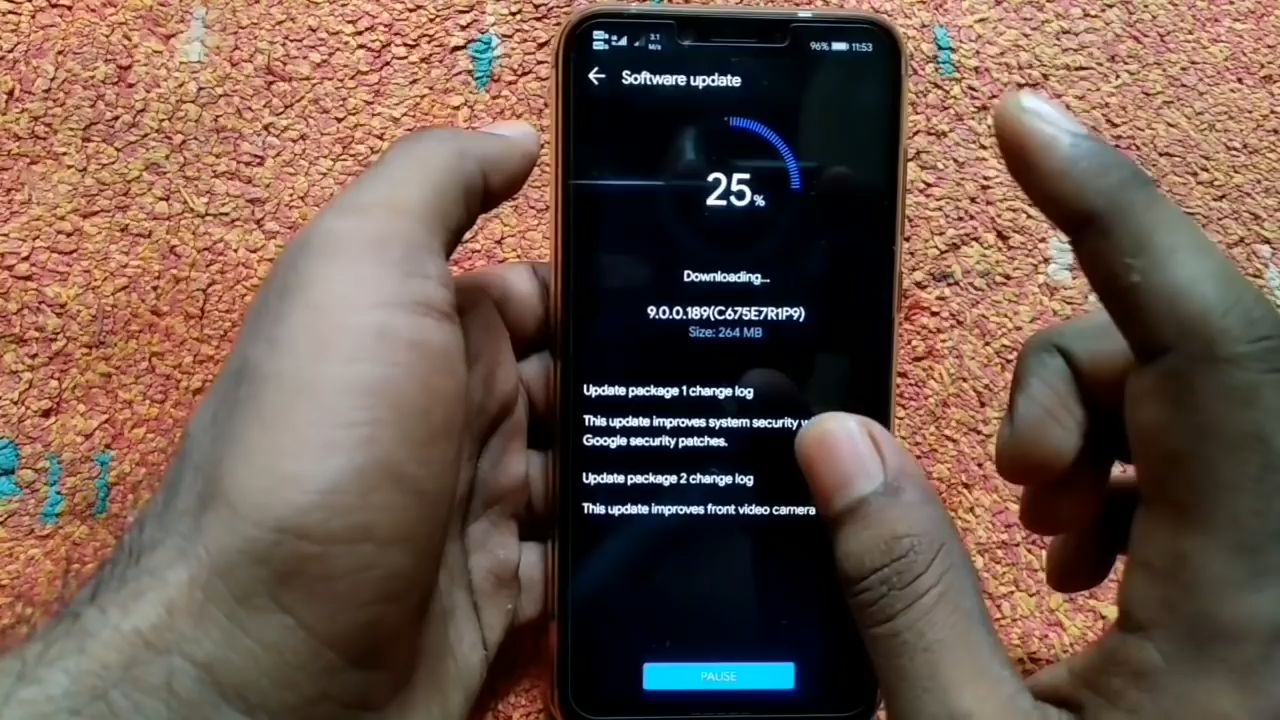 3.1
M/s
96% 11:53
Software update
25%
Downloading...
9.0.0.189(C675E7R1P9)
Size: 264 MB
Update package 1 change log
This update improves system security
Google security patches.
Update package 2 change log
This update improves front video camera
PAUSE